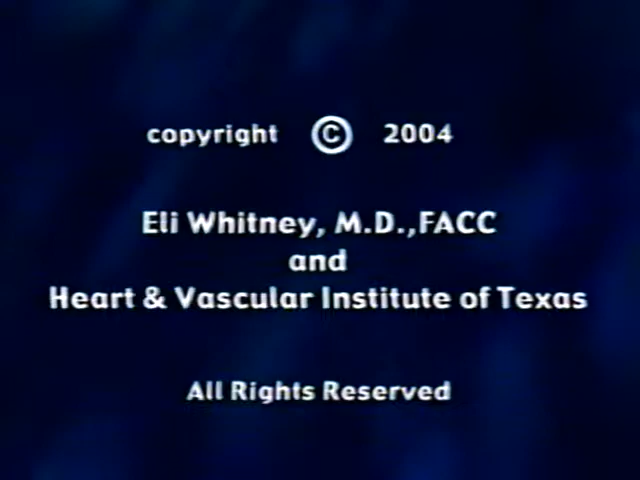 copyright © 2004
Eli Whitney, M.D.,FACC
and
Heart & Vascular Institute of Texas
All Rights Reserved